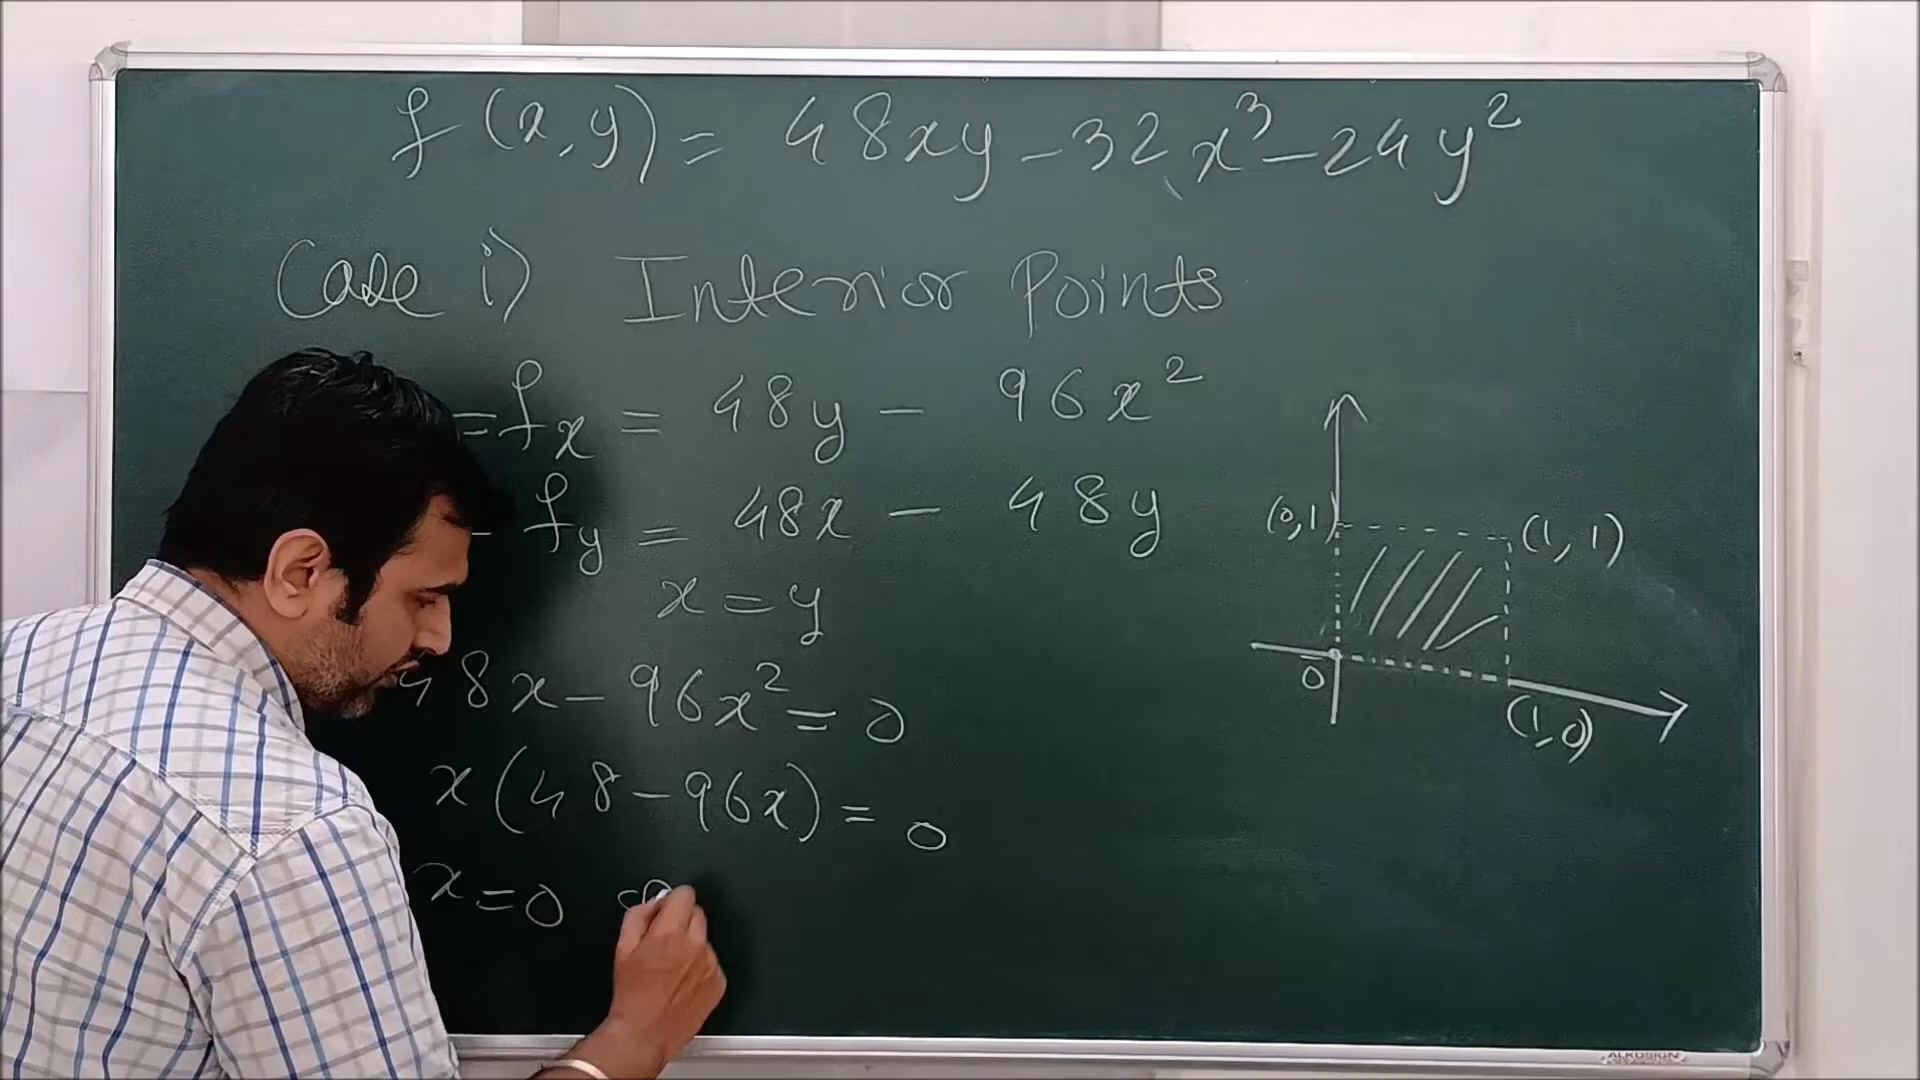 f(x,y) = 48xy - 32x³ - 24y²
Case i) Interior Points
= fx = 48y - 96x²
- fy = 48x - 48y
x = y
48x - 96x² = 0
x(48 - 96x) = 0
x = 0
(0,1)
(1, 1)
0
(1,0)
ALKOSIGN